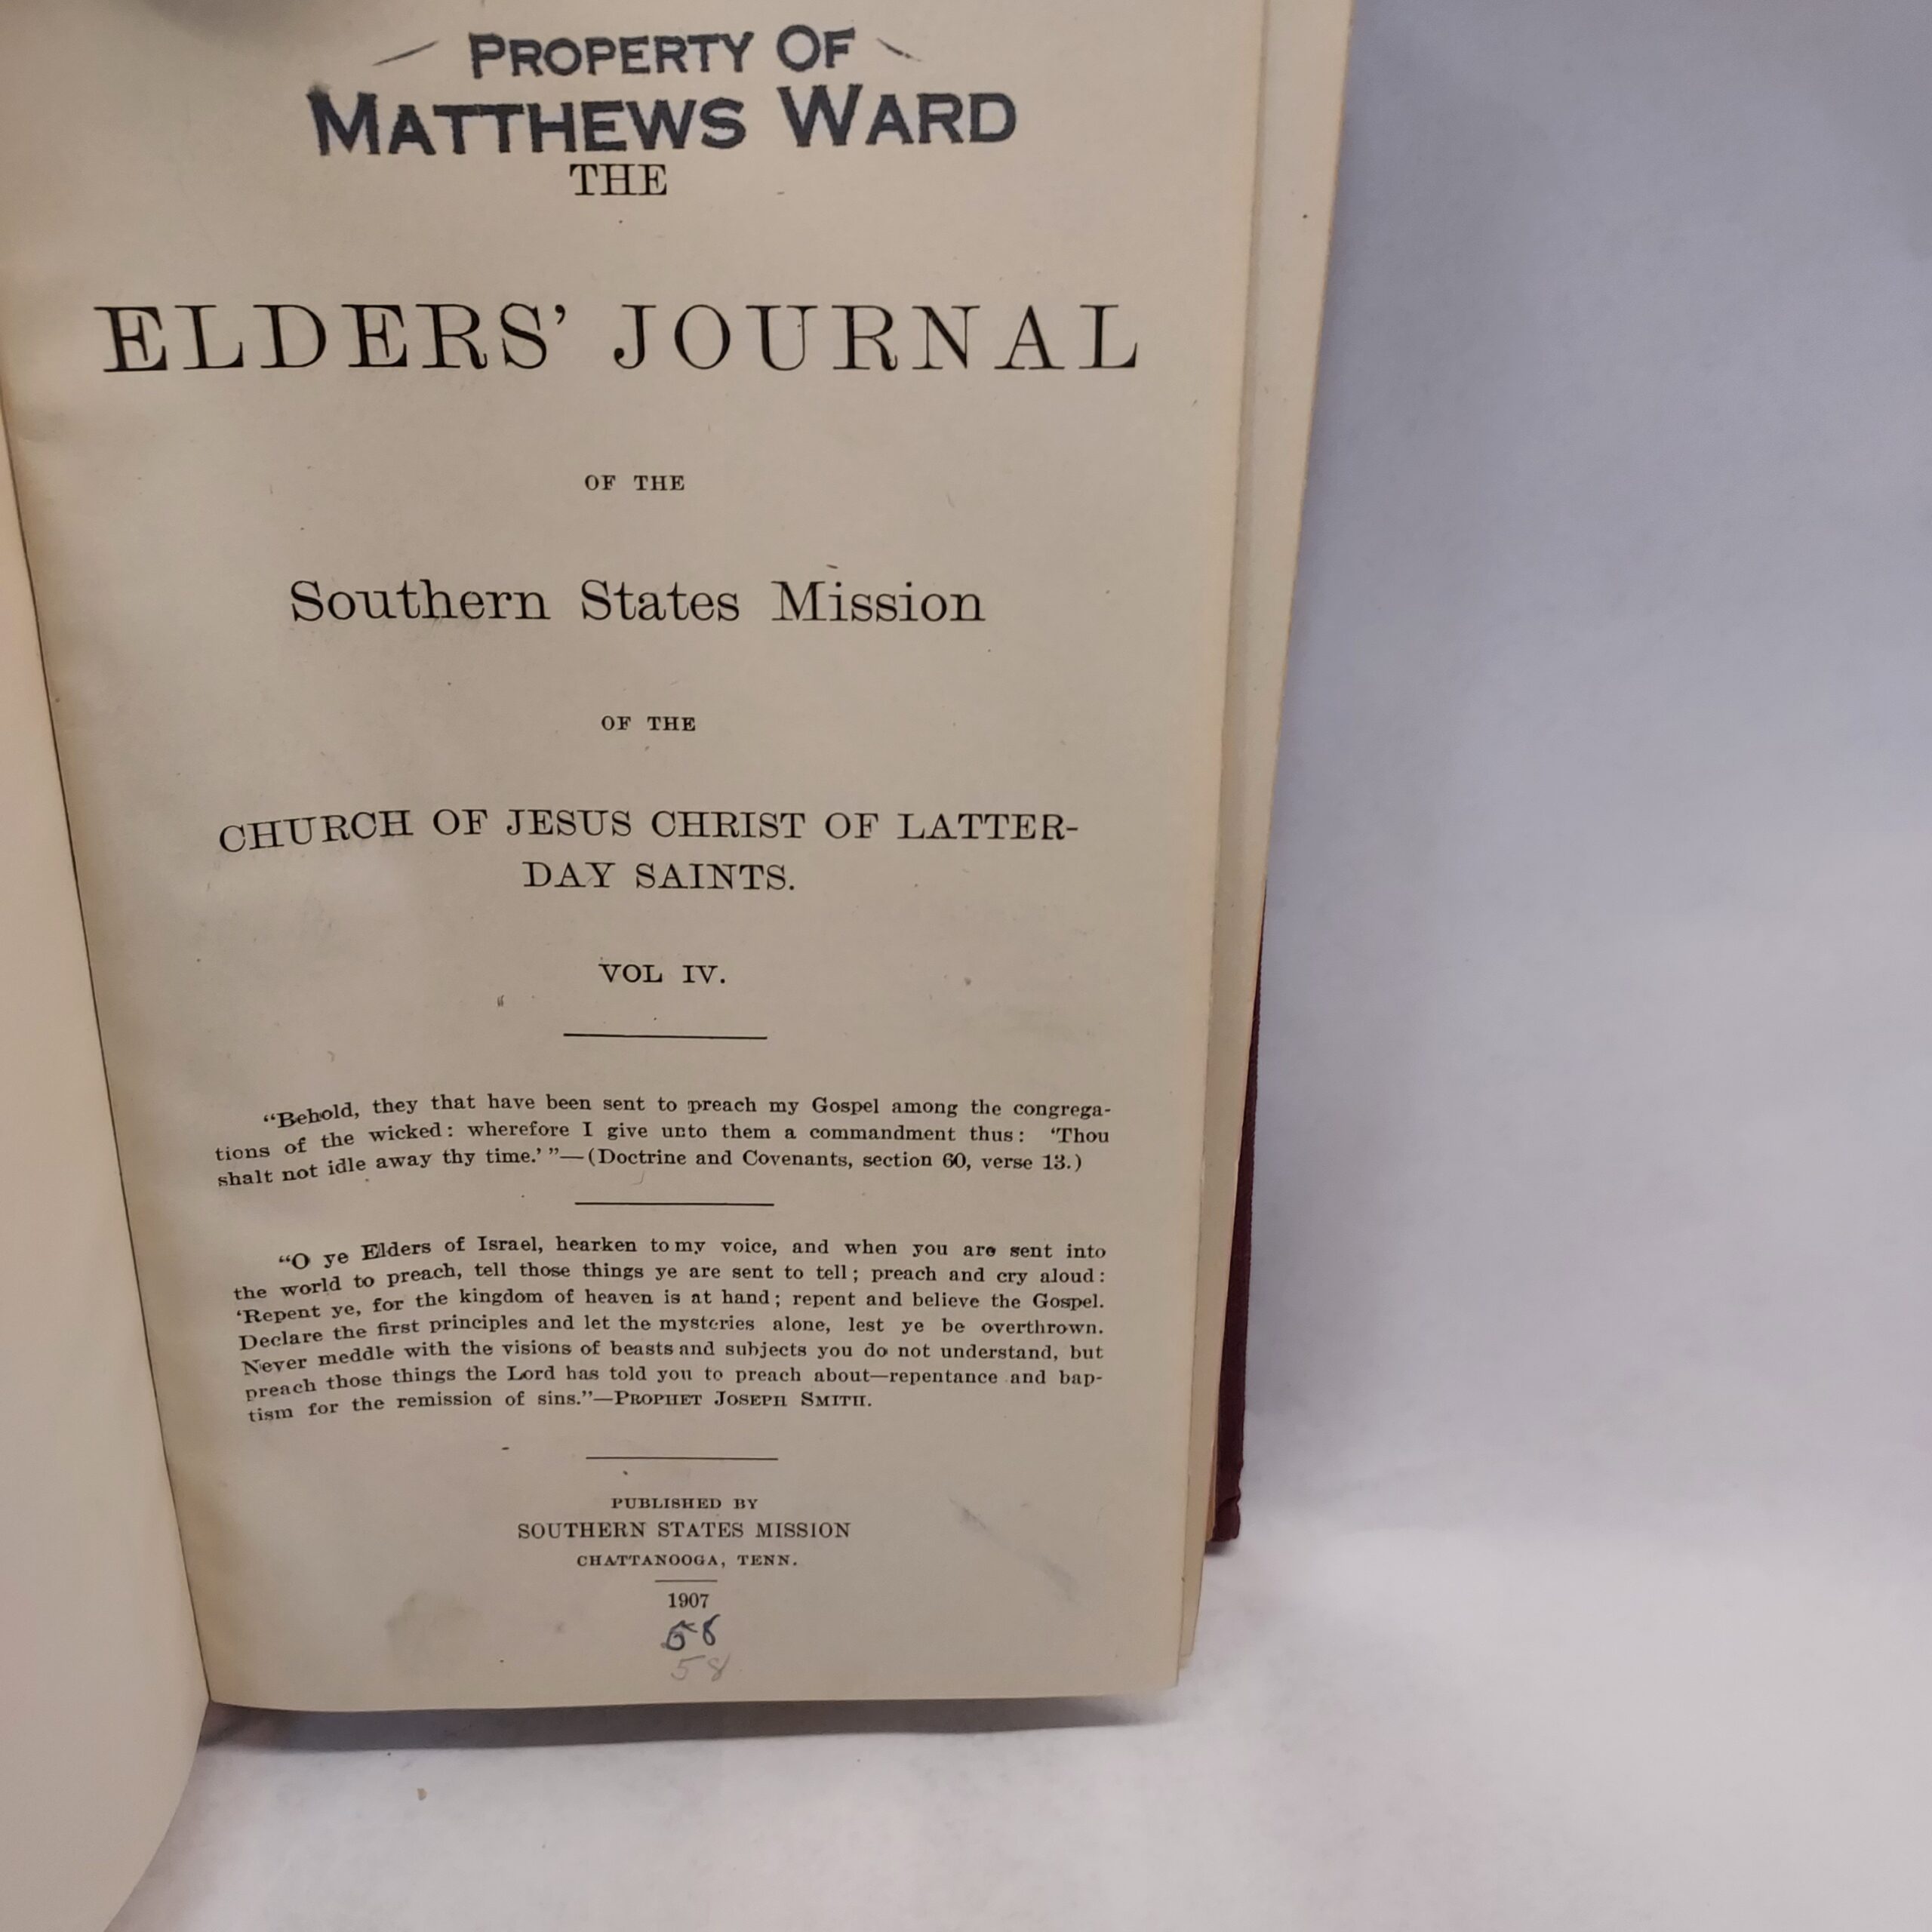 PROPERTY OF
MATTHEWS WARD
THE
ELDERS' JOURNAL
OF THE
Southern States Mission
OF THE
CHURCH OF JESUS CHRIST OF LATTER-
DAY SAINTS.
VOL IV.
“Behold, they that have been sent to preach my Gospel among the congrega-
tions of the wicked: wherefore I give unto them a commandment thus: ‘Thou
shalt not idle away thy time.’ ”—(Doctrine and Covenants, section 60, verse 13.)
“O ye Elders of Israel, hearken to my voice, and when you are sent into
the world to preach, tell those things ye are sent to tell; preach and cry aloud:
‘Repent ye, for the kingdom of heaven is at hand; repent and believe the Gospel.
Declare the first principles and let the mysteries alone, lest ye be overthrown.
Never meddle with the visions of beasts and subjects you do not understand, but
preach those things the Lord has told you to preach about—repentance and bap-
tism for the remission of sins.”—PROPHET JOSEPH SMITH.
PUBLISHED BY
SOUTHERN STATES MISSION
CHATTANOOGA, TENN.
1907
58
58